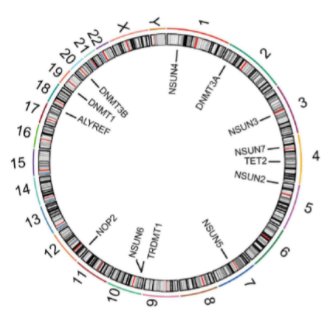 1
2
3
4
5
6
7
8
9
10
11
12
13
14
15
16
17
18
19
20
21
22
X
Y
NSUN4
DNMT3A
NSUN3
NSUN7
TET2
NSUN2
NSUN5
TRDMT1
NSUN6
NOP2
ALYREF
DNMT1
DNMT3B